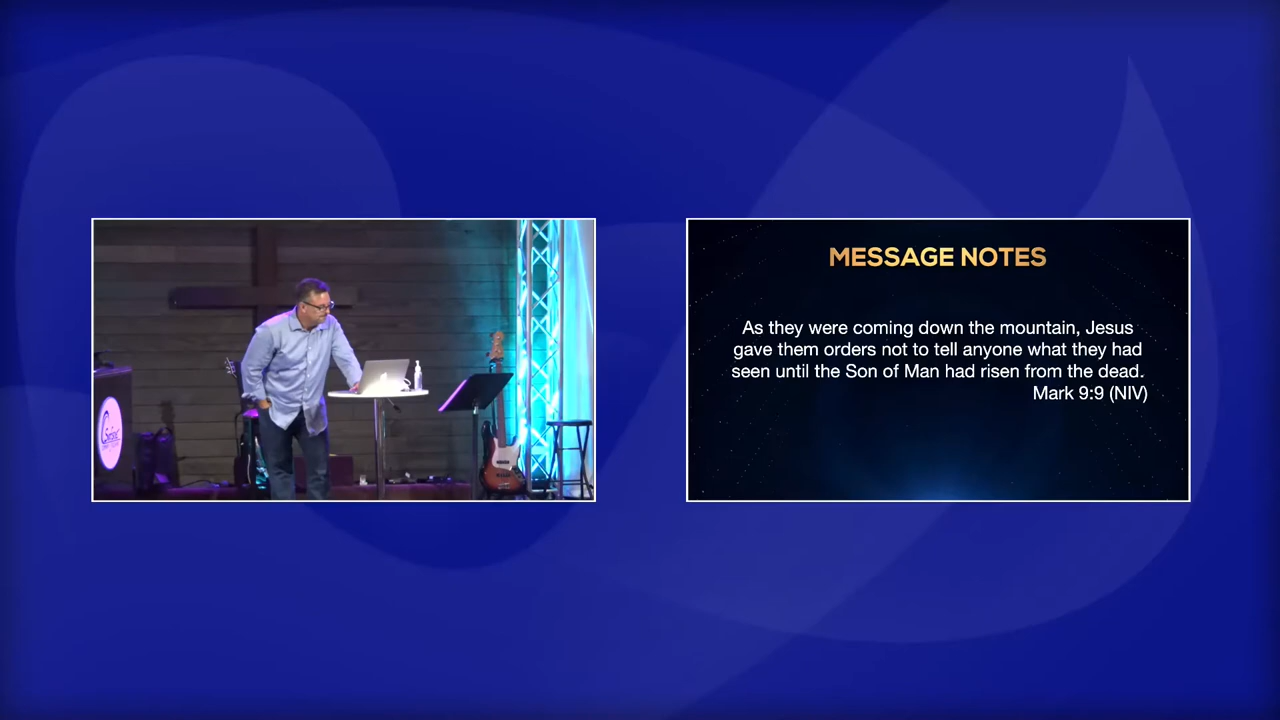 MESSAGE NOTES
As they were coming down the mountain, Jesus
gave them orders not to tell anyone what they had
seen until the Son of Man had risen from the dead.
Mark 9:9 (NIV)